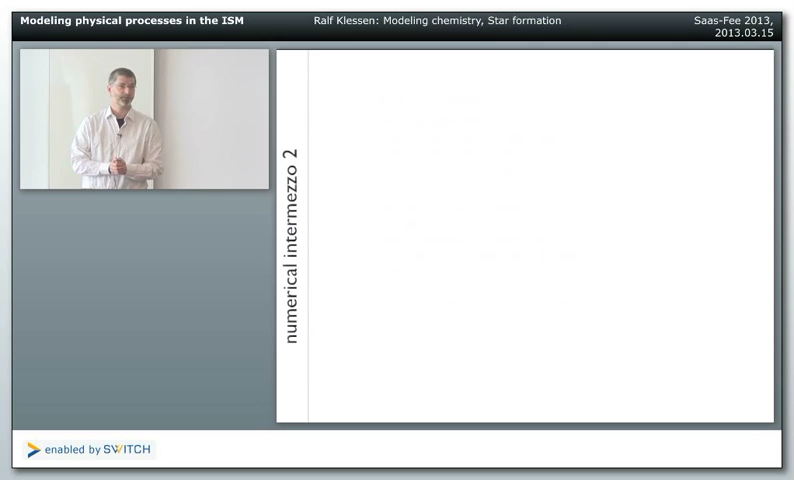 Modeling physical processes in the ISM
Ralf Klessen: Modeling chemistry, Star formation
Saas-Fee 2013,
2013.03.15
numerical intermezzo 2
enabled by SWITCH